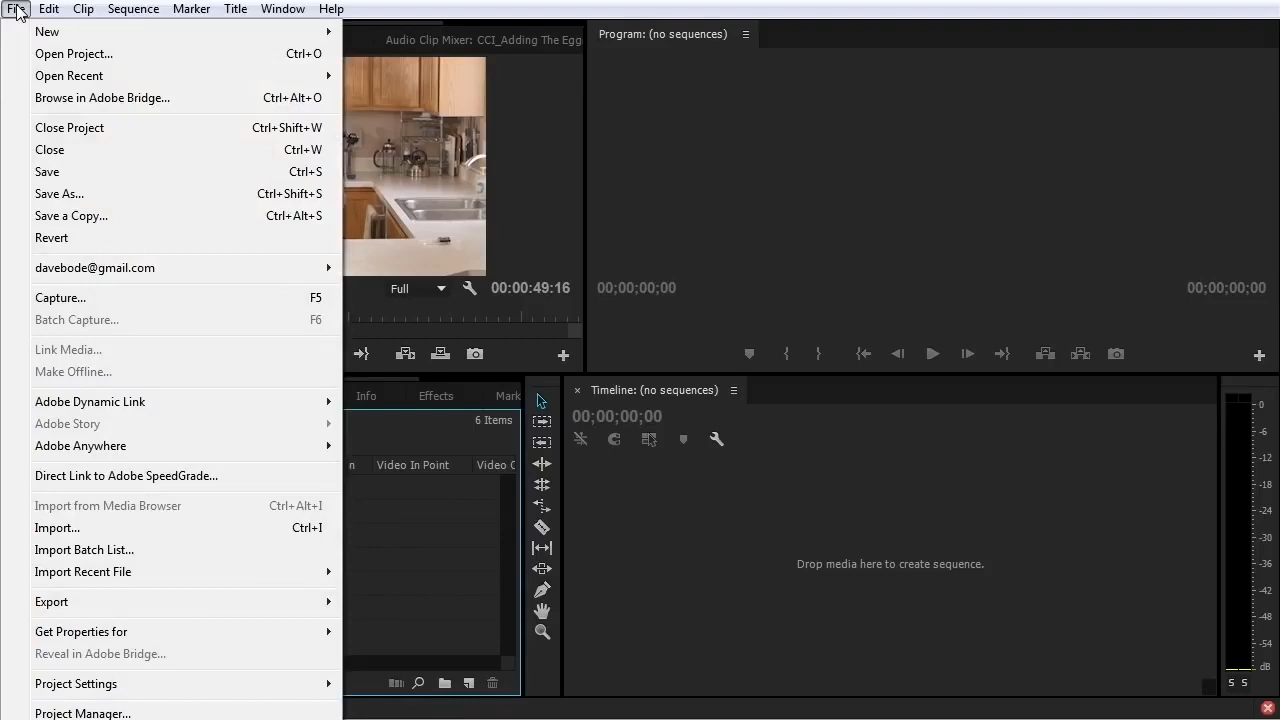 File Edit Clip Sequence Marker Title Window Help
New
Open Project... Ctrl+O
Open Recent
Browse in Adobe Bridge... Ctrl+Alt+O
Close Project Ctrl+Shift+W
Close Ctrl+W
Save Ctrl+S
Save As... Ctrl+Shift+S
Save a Copy... Ctrl+Alt+S
Revert
davebode@gmail.com
Capture... F5
Batch Capture... F6
Link Media...
Make Offline...
Adobe Dynamic Link
Adobe Story
Adobe Anywhere
Direct Link to Adobe SpeedGrade...
Import from Media Browser Ctrl+Alt+I
Import... Ctrl+I
Import Batch List...
Import Recent File
Export
Get Properties for
Reveal in Adobe Bridge...
Project Settings
Project Manager...
Audio Clip Mixer: CCI_Adding The Egg
Full 00:00:49:16
Program: (no sequences)
00;00;00;00 00;00;00;00
Info Effects Mark
6 Items
n Video In Point Video O
Timeline: (no sequences)
00;00;00;00
Drop media here to create sequence.
0
-6
-12
-18
-24
-30
-36
-42
-48
-54
dB
S S